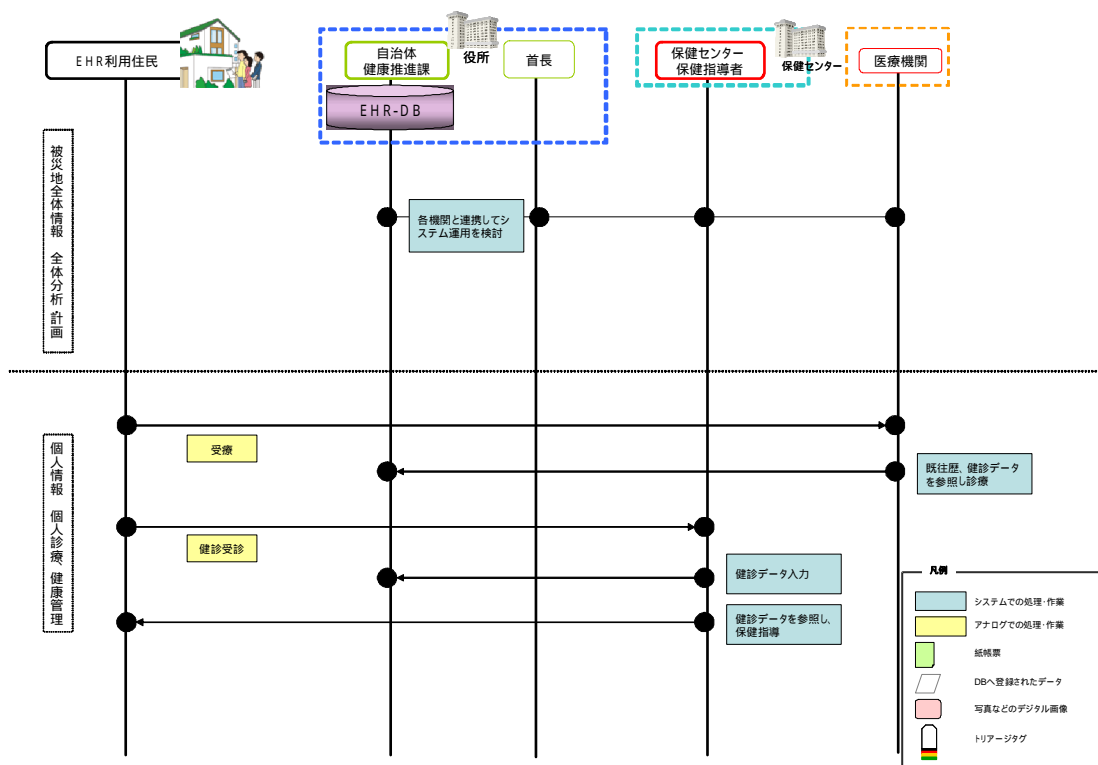 EHR利用住民
自治体
健康推進課
役所
首長
保健センター
保健指導者
保健センター
医療機関
EHR-DB
被災地全体情報 全体分析・計画
各機関と連携してシ
ステム運用を検討
個人情報 個人診療、健康管理
受療
既往歴、健診データ
を参照し診療
健診受診
健診データ入力
健診データを参照し、
保健指導
凡例
システムでの処理・作業
アナログでの処理・作業
紙帳票
DBへ登録されたデータ
写真などのデジタル画像
トリアージタグ